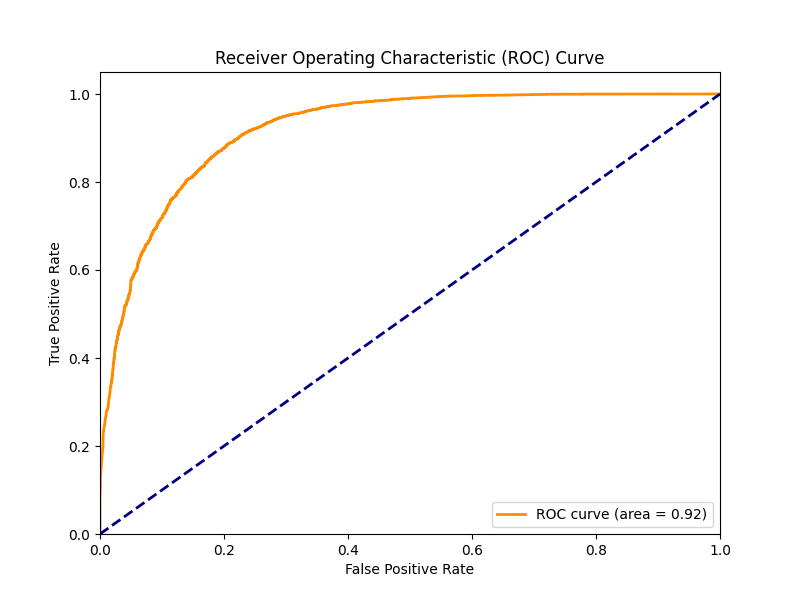 Receiver Operating Characteristic (ROC) Curve
1.0
0.8
0.6
0.4
0.2
0.0
True Positive Rate
ROC curve (area = 0.92)
0.0 0.2 0.4 0.6 0.8 1.0
False Positive Rate